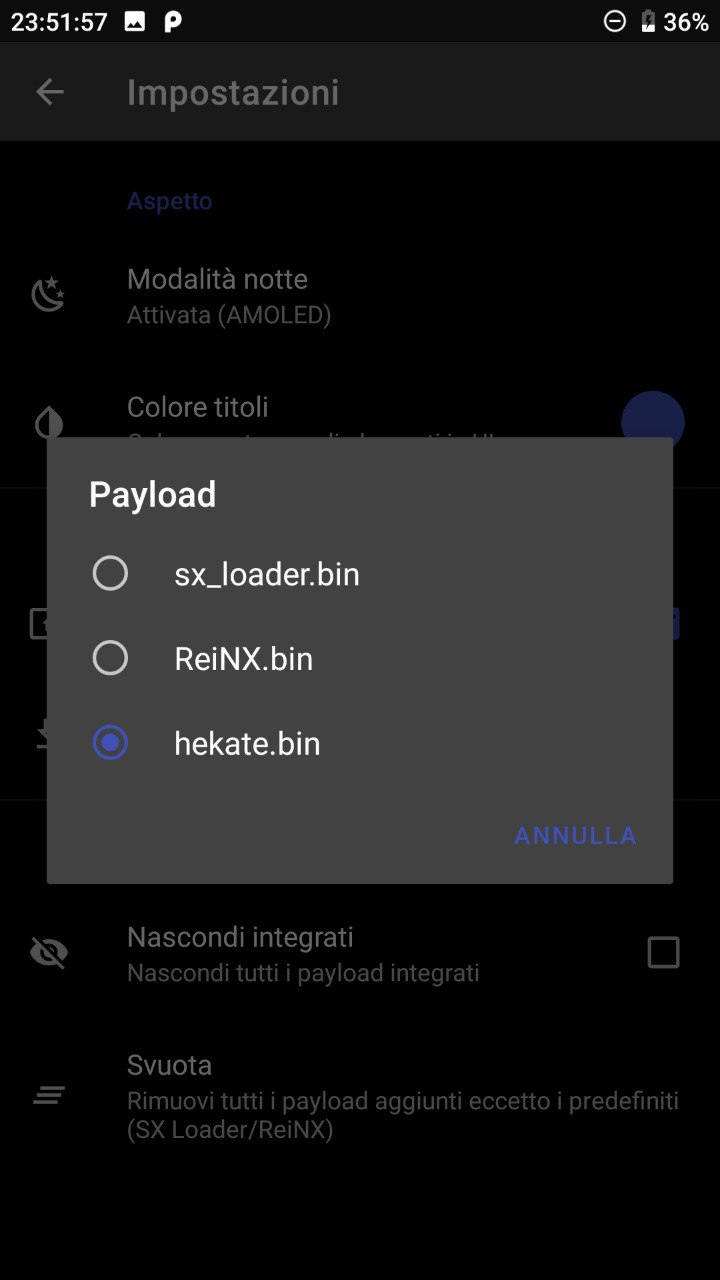 23:51:57
36%
Impostazioni
Aspetto
Modalità notte
Attivata (AMOLED)
Colore titoli
Payload
sx_loader.bin
ReiNX.bin
hekate.bin
ANNULLA
Nascondi integrati
Nascondi tutti i payload integrati
Svuota
Rimuovi tutti i payload aggiunti eccetto i predefiniti
(SX Loader/ReiNX)